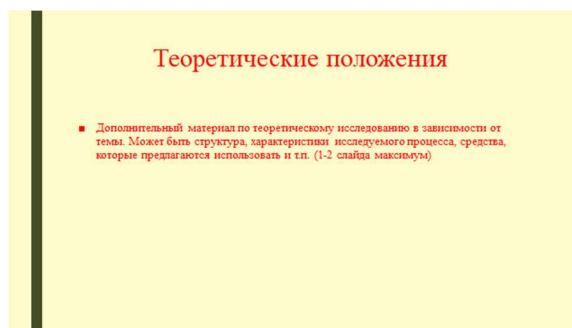 Теоретические положения
Дополнительный материал по теоретическому исследованию в зависимости от
темы. Может быть структура, характеристики исследуемого процесса, средства,
которые предлагаются использовать и т.п. (1-2 слайда максимум)